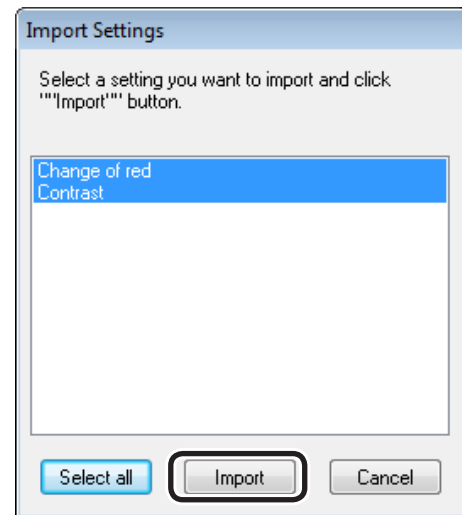 Import Settings
Select a setting you want to import and click
""Import"" button.
Change of red
Contrast
Select all
Import
Cancel